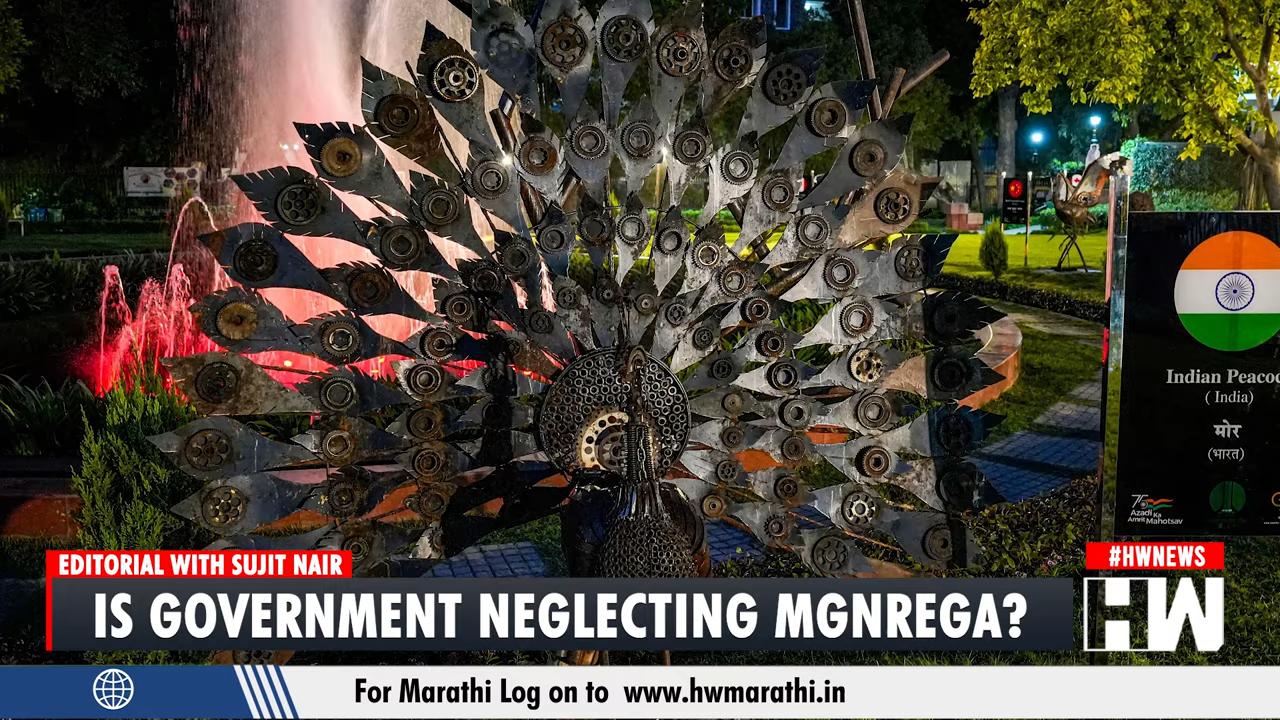 Indian Peacoc
( India)
मोर
(भारत)
75
Azadi Ka
Amrit Mahotsav
EDITORIAL WITH SUJIT NAIR
IS GOVERNMENT NEGLECTING MGNREGA?
#HWNEWS
HW
For Marathi Log on to www.hwmarathi.in